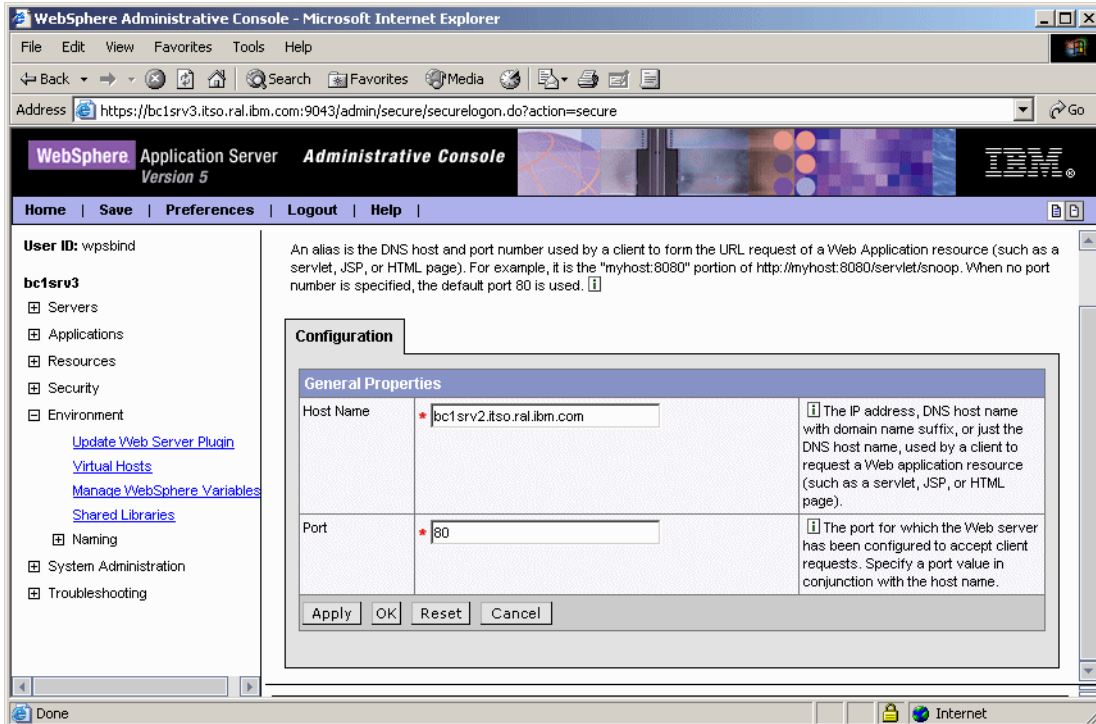 WebSphere Administrative Console - Microsoft Internet Explorer
File Edit View Favorites Tools Help
Back Search Favorites Media
Address https://bc1srv3.itso.ral.ibm.com:9043/admin/secure/securelogon.do?action=secure Go
WebSphere Application Server Administrative Console
Version 5
IBM®
Home | Save | Preferences | Logout | Help |
User ID: wpsbind
bc1srv3
Servers
Applications
Resources
Security
Environment
Update Web Server Plugin
Virtual Hosts
Manage WebSphere Variables
Shared Libraries
Naming
System Administration
Troubleshooting
An alias is the DNS host and port number used by a client to form the URL request of a Web Application resource (such as a
servlet, JSP, or HTML page). For example, it is the "myhost:8080" portion of http://myhost:8080/servlet/snoop. When no port
number is specified, the default port 80 is used. i
Configuration
General Properties
Host Name * bc1srv2.itso.ral.ibm.com
i The IP address, DNS host name
with domain name suffix, or just the
DNS host name, used by a client to
request a Web application resource
(such as a servlet, JSP, or HTML
page).
Port * 80
i The port for which the Web server
has been configured to accept client
requests. Specify a port value in
conjunction with the host name.
Apply OK Reset Cancel
Done Internet